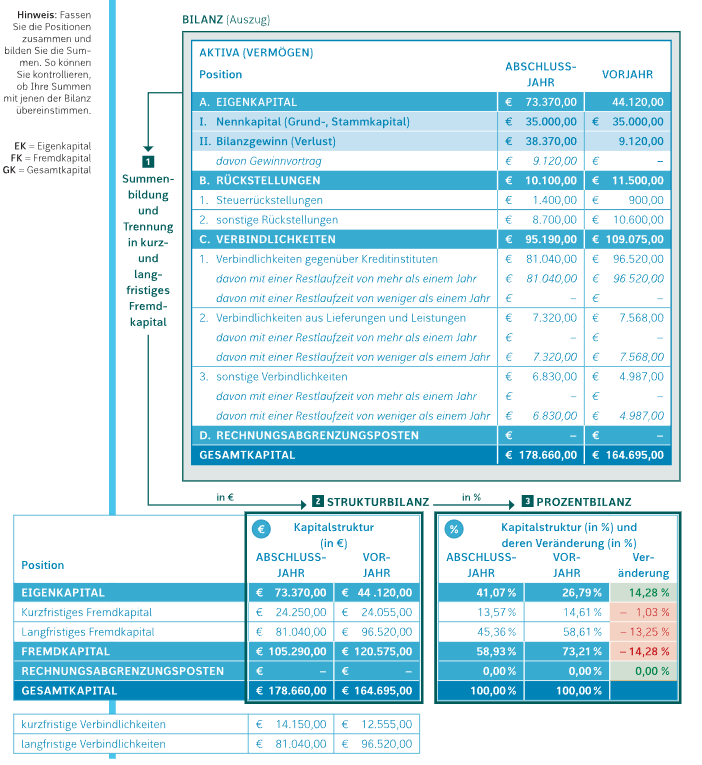 Hinweis: Fassen
Sie die Positionen
zusammen und
bilden Sie die Sum-
men. So können
Sie kontrollieren,
ob Ihre Summen
mit jenen der Bilanz
übereinstimmen.
EK = Eigenkapital
FK = Fremdkapital
GK = Gesamtkapital
BILANZ (Auszug)
AKTIVA (VERMÖGEN)
Position ABSCHLUSS-JAHR VORJAHR
A. EIGENKAPITAL € 73.370,00 44.120,00
I. Nennkapital (Grund-, Stammkapital) € 35.000,00 € 35.000,00
II. Bilanzgewinn (Verlust) € 38.370,00 9.120,00
davon Gewinnvortrag € 9.120,00 € –
B. RÜCKSTELLUNGEN € 10.100,00 € 11.500,00
1. Steuerrückstellungen € 1.400,00 € 900,00
2. sonstige Rückstellungen € 8.700,00 € 10.600,00
C. VERBINDLICHKEITEN € 95.190,00 € 109.075,00
1. Verbindlichkeiten gegenüber Kreditinstituten € 81.040,00 € 96.520,00
davon mit einer Restlaufzeit von mehr als einem Jahr € 81.040,00 € 96.520,00
davon mit einer Restlaufzeit von weniger als einem Jahr € – € –
2. Verbindlichkeiten aus Lieferungen und Leistungen € 7.320,00 € 7.568,00
davon mit einer Restlaufzeit von mehr als einem Jahr € – € –
davon mit einer Restlaufzeit von weniger als einem Jahr € 7.320,00 € 7.568,00
3. sonstige Verbindlichkeiten € 6.830,00 € 4.987,00
davon mit einer Restlaufzeit von mehr als einem Jahr € – € –
davon mit einer Restlaufzeit von weniger als einem Jahr € 6.830,00 € 4.987,00
D. RECHNUNGSABGRENZUNGSPOSTEN € – € –
GESAMTKAPITAL € 178.660,00 € 164.695,00
1
Summen-
bildung
und
Trennung
in kurz-
und
lang-
fristiges
Fremd-
kapital
in € 2 STRUKTURBILANZ in % 3 PROZENTBILANZ
€ Kapitalstruktur
(in €)
Position ABSCHLUSS-JAHR VOR-JAHR
% Kapitalstruktur (in %) und
deren Veränderung (in %)
ABSCHLUSS- VOR- Ver-
JAHR JAHR änderung
EIGENKAPITAL € 73.370,00 € 44 .120,00 41,07 % 26,79 % 14,28 %
Kurzfristiges Fremdkapital € 24.250,00 € 24.055,00 13,57 % 14,61 % – 1,03 %
Langfristiges Fremdkapital € 81.040,00 € 96.520,00 45,36 % 58,61 % – 13,25 %
FREMDKAPITAL € 105.290,00 € 120.575,00 58,93 % 73,21 % – 14,28 %
RECHNUNGSABGRENZUNGSPOSTEN € – € – 0,00 % 0,00 % 0,00 %
GESAMTKAPITAL € 178.660,00 € 164.695,00 100,00 % 100,00 %
kurzfristige Verbindlichkeiten € 14.150,00 € 12.555,00
langfristige Verbindlichkeiten € 81.040,00 € 96.520,00